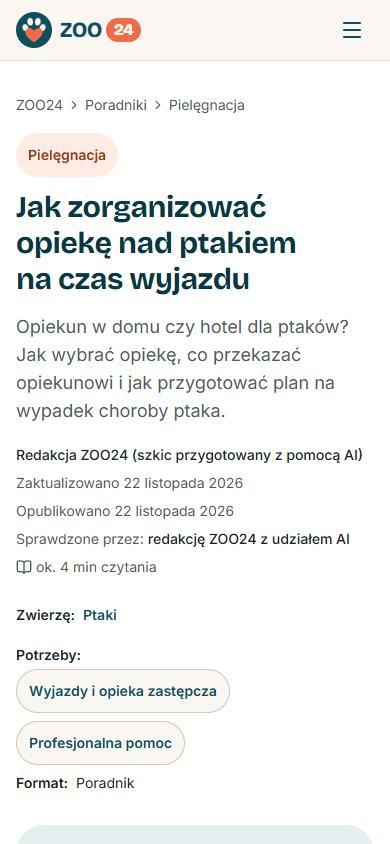 ZOO 24
ZOO24 > Poradniki > Pielęgnacja
Pielęgnacja
Jak zorganizować
opiekę nad ptakiem
na czas wyjazdu
Opiekun w domu czy hotel dla ptaków?
Jak wybrać opiekę, co przekazać
opiekunowi i jak przygotować plan na
wypadek choroby ptaka.
Redakcja ZOO24 (szkic przygotowany z pomocą AI)
Zaktualizowano 22 listopada 2026
Opublikowano 22 listopada 2026
Sprawdzone przez: redakcję ZOO24 z udziałem AI
ok. 4 min czytania
Zwierzę: Ptaki
Potrzeby:
Wyjazdy i opieka zastępcza
Profesjonalna pomoc
Format: Poradnik